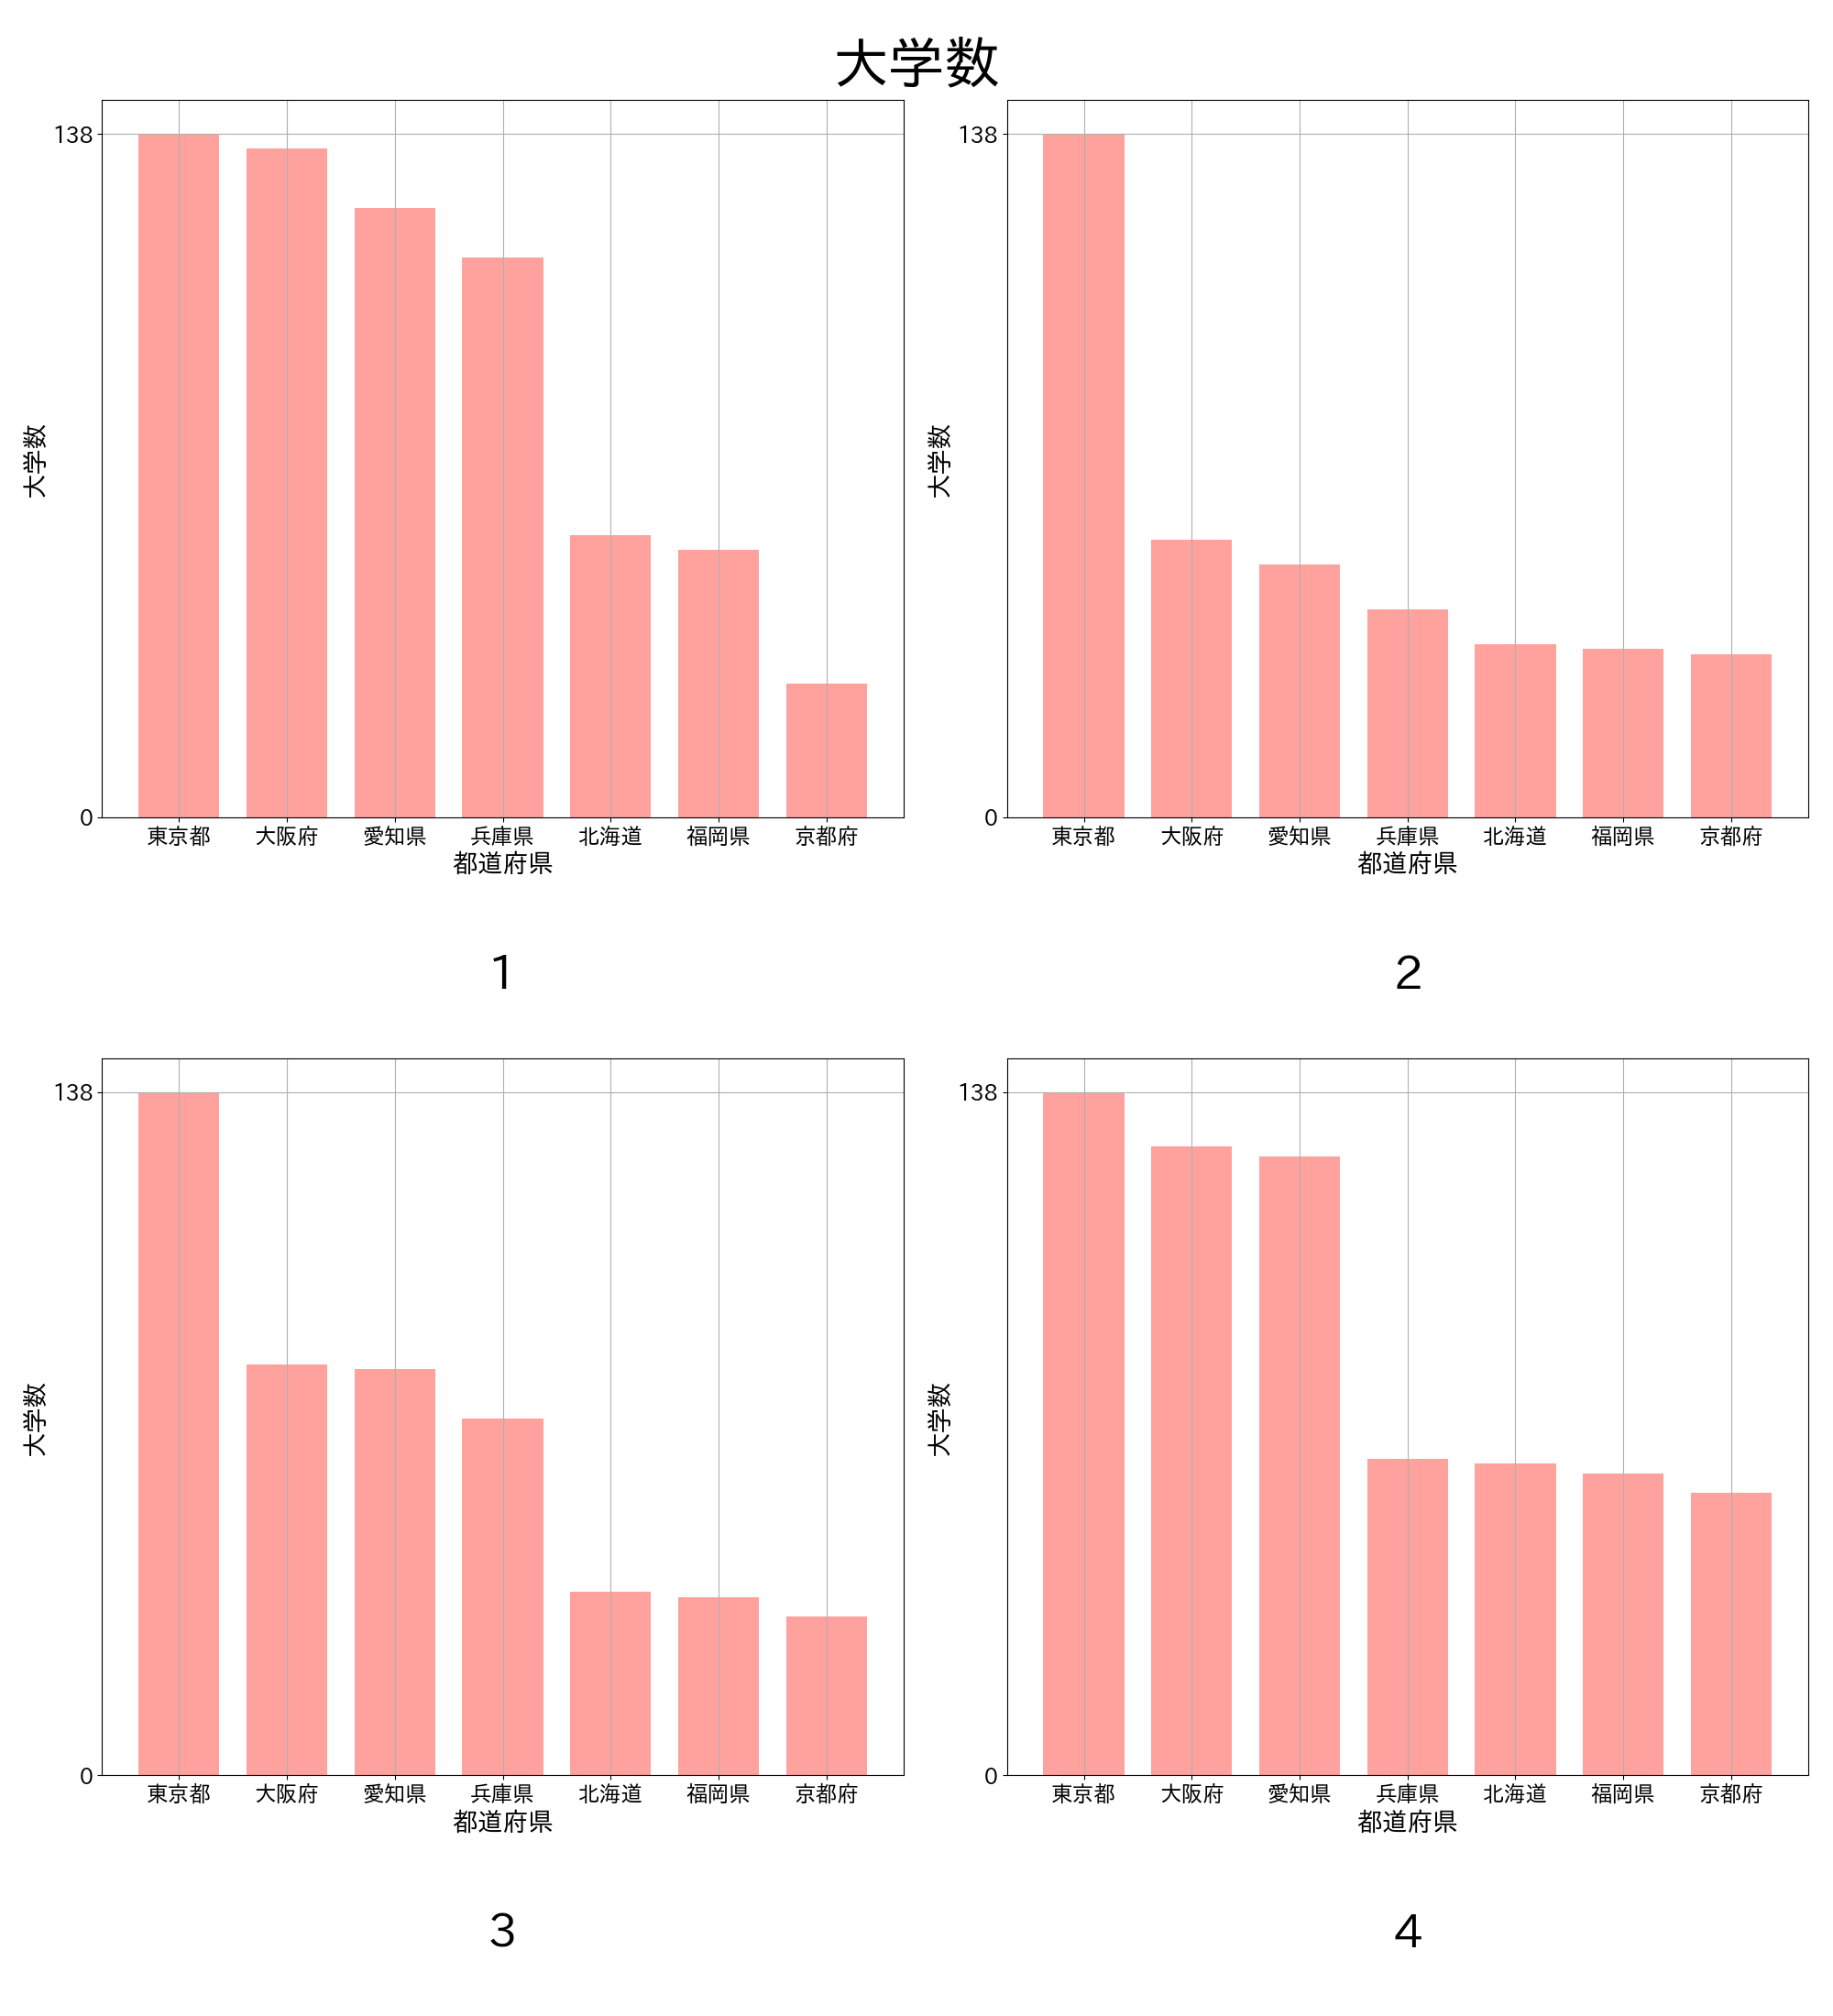 大学数
138
0
大学数
東京都 大阪府 愛知県 兵庫県 北海道 福岡県 京都府
都道府県
1
138
0
大学数
東京都 大阪府 愛知県 兵庫県 北海道 福岡県 京都府
都道府県
2
138
0
大学数
東京都 大阪府 愛知県 兵庫県 北海道 福岡県 京都府
都道府県
3
138
0
大学数
東京都 大阪府 愛知県 兵庫県 北海道 福岡県 京都府
都道府県
4